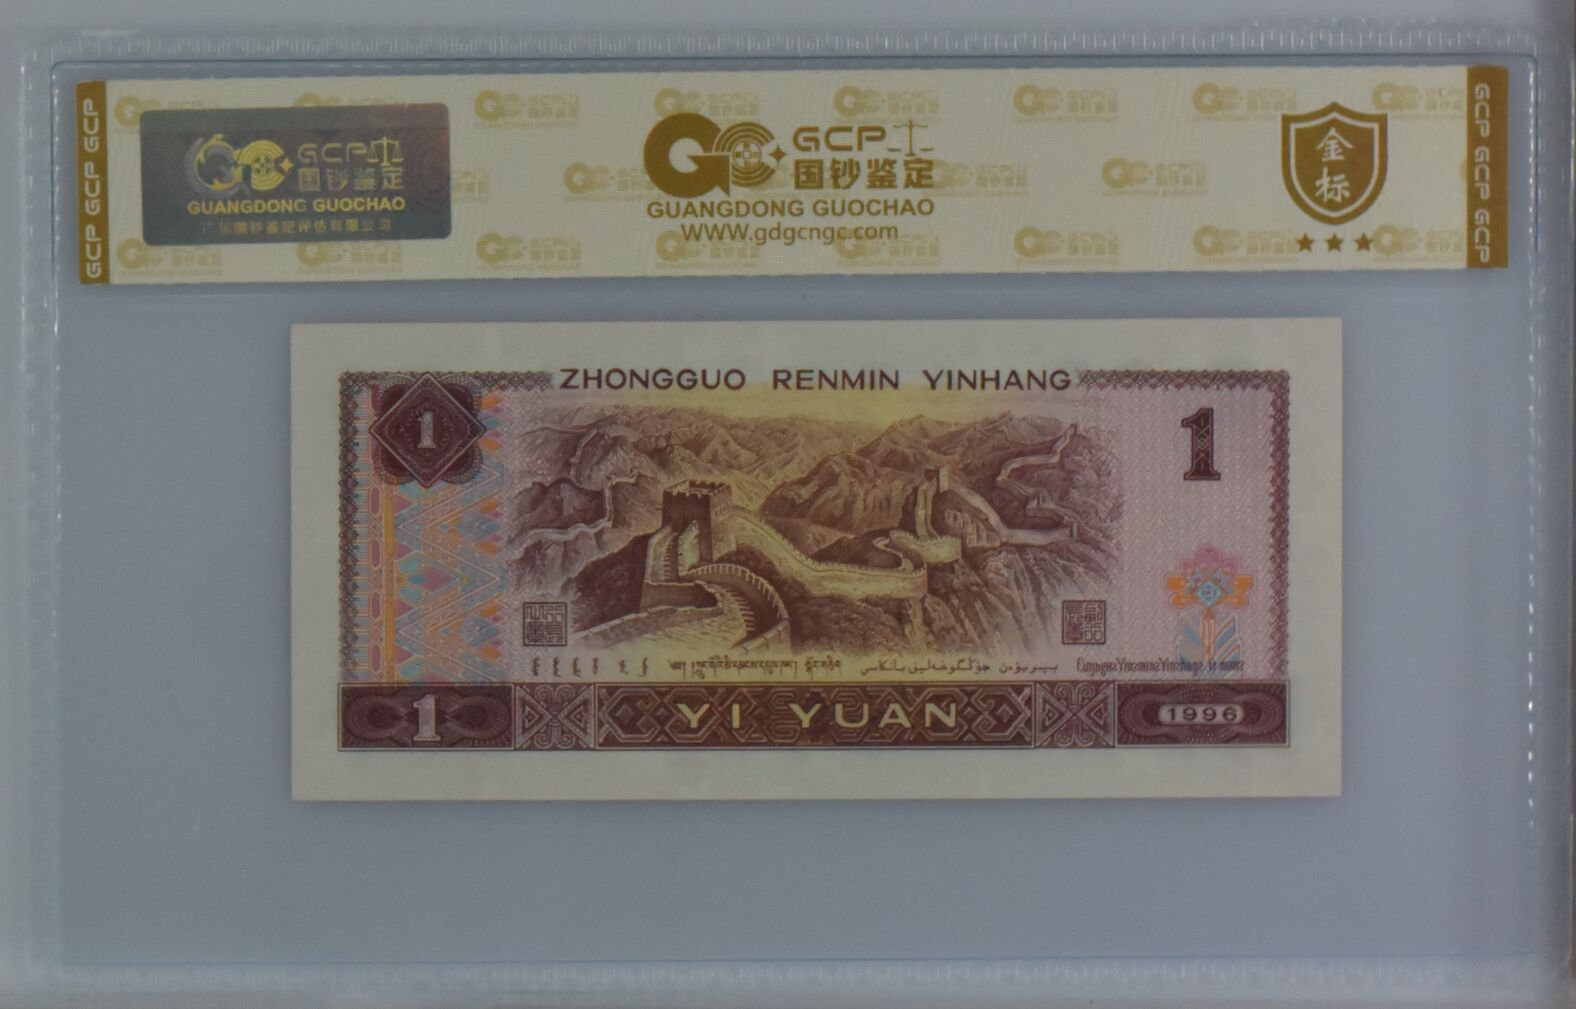 GCP GCP GCP
GCP
国钞鉴定
GUANGDONG GUOCHAO
广东国钞鉴定评估有限公司
GCP
国钞鉴定
GUANGDONG GUOCHAO
WWW.gdgcngc.com
金标
GCP GCP GCP
ZHONGGUO RENMIN YINHANG
1
1
1
YI YUAN
1996